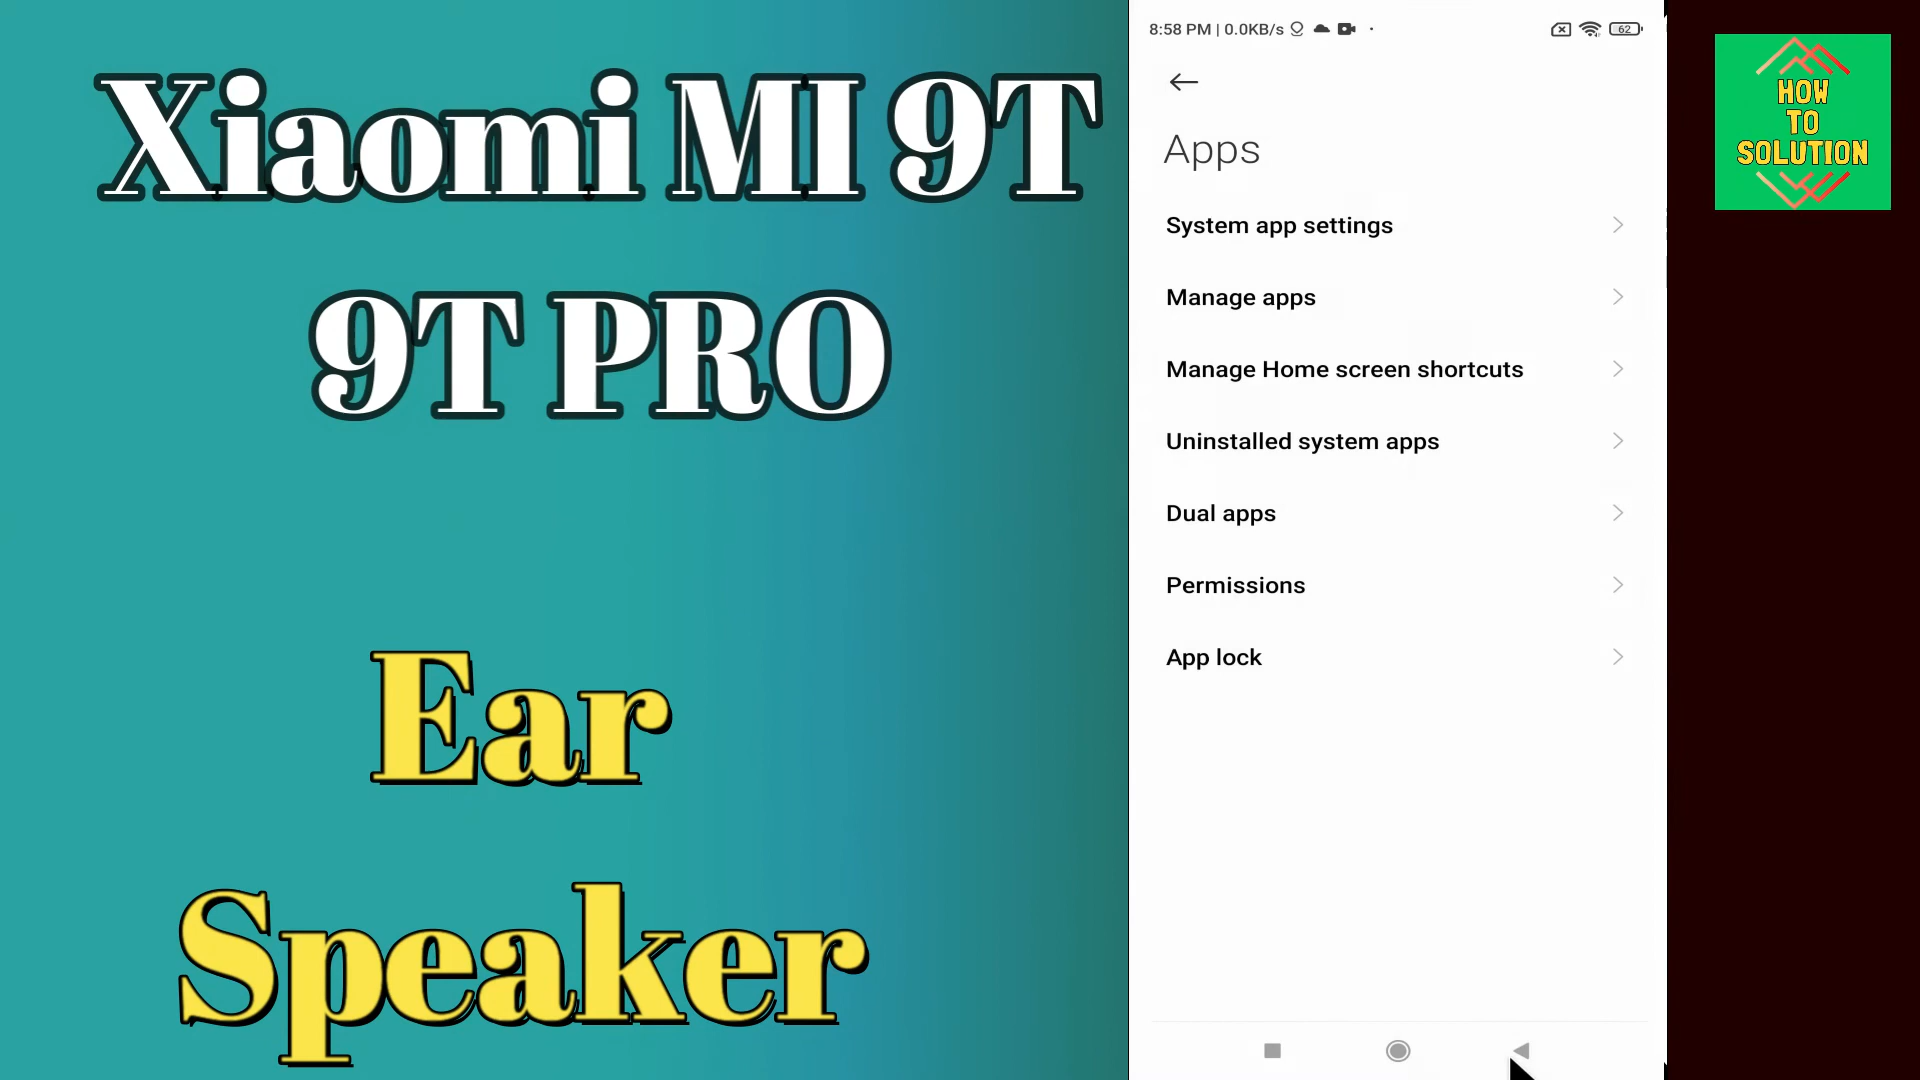 Xiaomi MI 9T
9T PRO
Ear
Speaker
8:58 PM | 0.0KB/s
62
Apps
System app settings
Manage apps
Manage Home screen shortcuts
Uninstalled system apps
Dual apps
Permissions
App lock
HOW
TO
SOLUTION